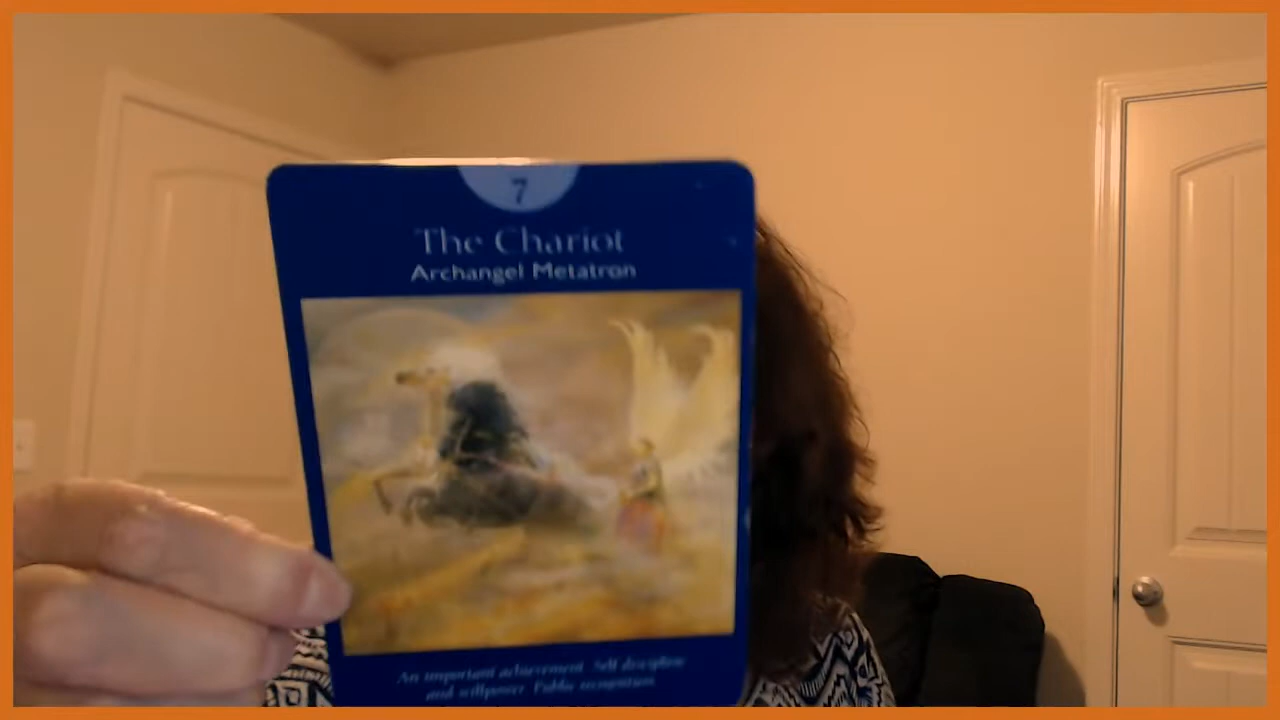 7
The Chariot
Archangel Metatron
An important achievement. Self discipline
and willpower. Public recognition.